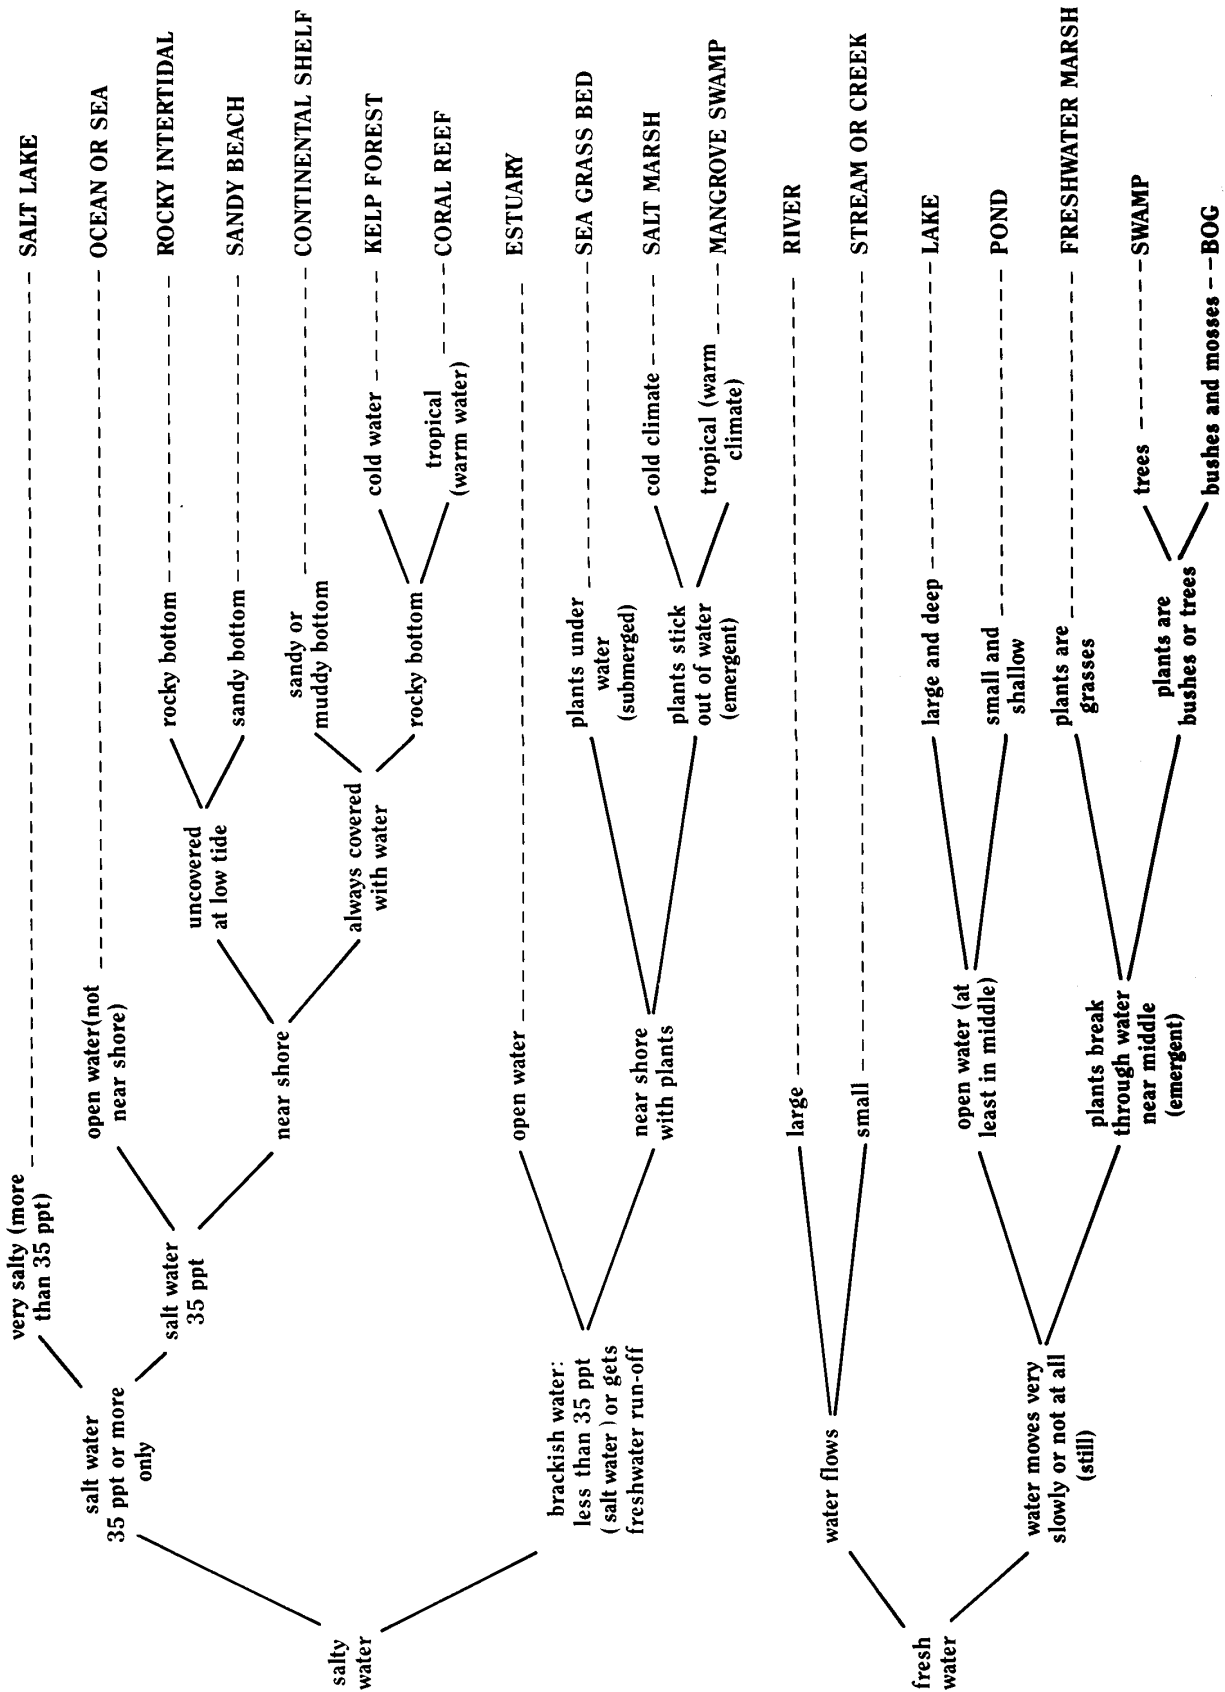 salty
water
salt water
35 ppt or more
only
very salty (more
than 35 ppt)
SALT LAKE
salt water
35 ppt
open water(not
near shore)
OCEAN OR SEA
near shore
uncovered
at low tide
rocky bottom
ROCKY INTERTIDAL
sandy bottom
SANDY BEACH
always covered
with water
sandy or
muddy bottom
CONTINENTAL SHELF
rocky bottom
cold water
KELP FOREST
tropical
(warm water)
CORAL REEF
brackish water:
less than 35 ppt
(salt water) or gets
freshwater run-off
open water
ESTUARY
near shore
with plants
plants under
water
(submerged)
SEA GRASS BED
plants stick
out of water
(emergent)
cold climate
SALT MARSH
tropical (warm
climate)
MANGROVE SWAMP
fresh
water
water flows
large
RIVER
small
STREAM OR CREEK
water moves very
slowly or not at all
(still)
open water (at
least in middle)
large and deep
LAKE
small and
shallow
POND
plants break
through water
near middle
(emergent)
plants are
grasses
FRESHWATER MARSH
plants are
bushes or trees
trees
SWAMP
bushes and mosses
BOG